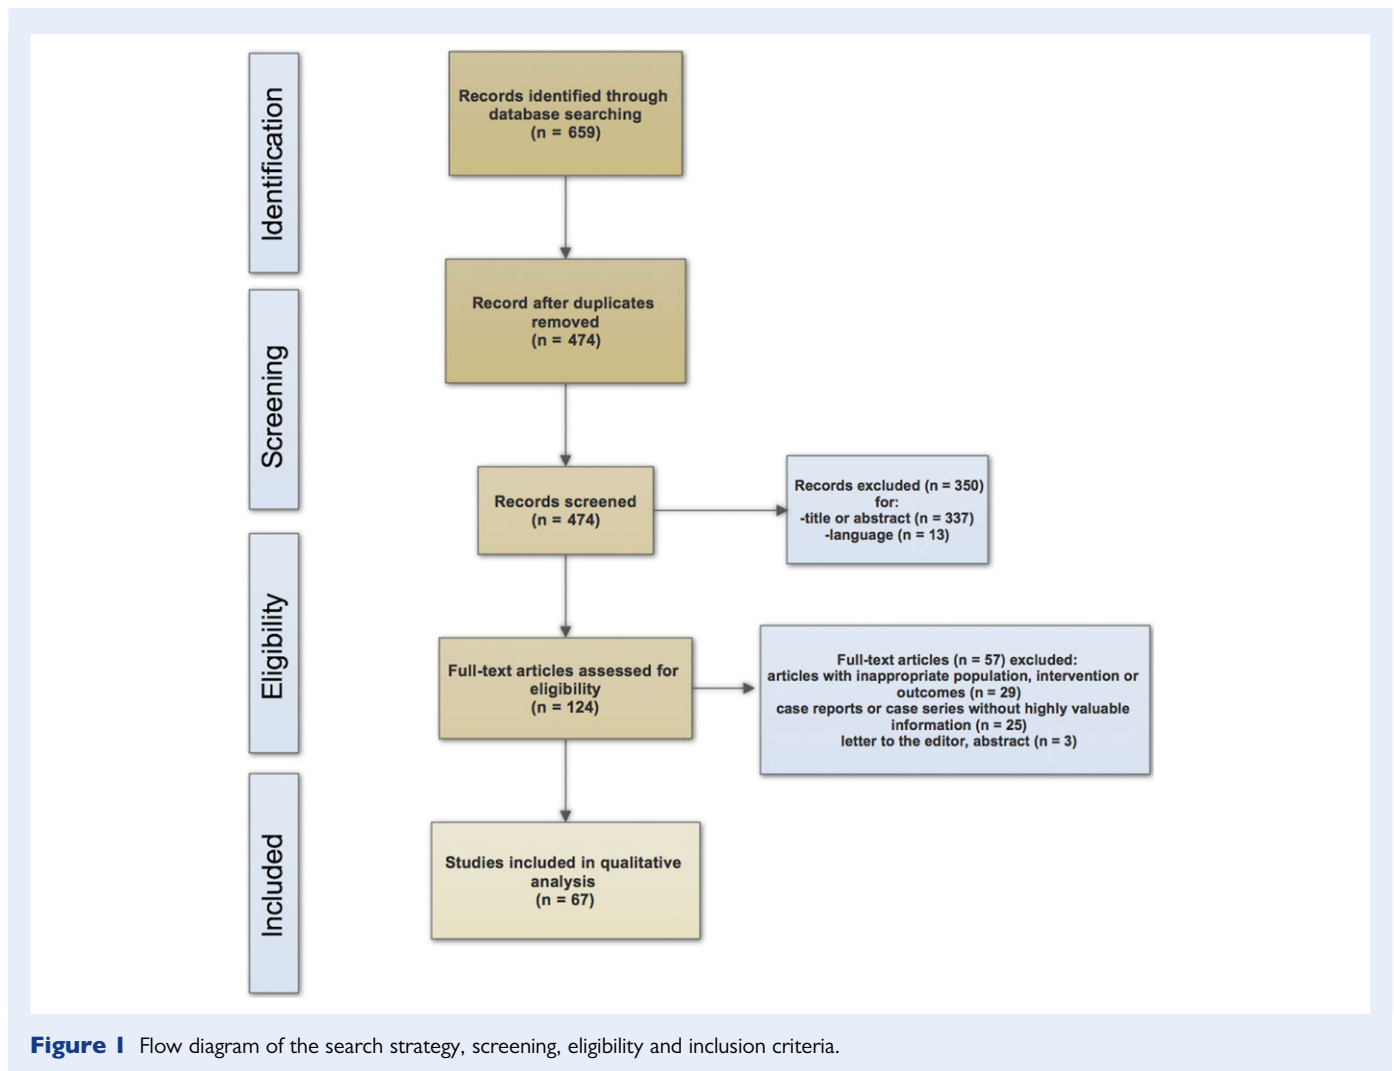 Identification
Records identified through
database searching
(n = 659)
Record after duplicates
removed
(n = 474)
Screening
Records screened
(n = 474)
Records excluded (n = 350)
for:
-title or abstract (n = 337)
-language (n = 13)
Eligibility
Full-text articles assessed for
eligibility
(n = 124)
Full-text articles (n = 57) excluded:
articles with inappropriate population, intervention or
outcomes (n = 29)
case reports or case series without highly valuable
information (n = 25)
letter to the editor, abstract (n = 3)
Included
Studies included in qualitative
analysis
(n = 67)
Figure 1 Flow diagram of the search strategy, screening, eligibility and inclusion criteria.